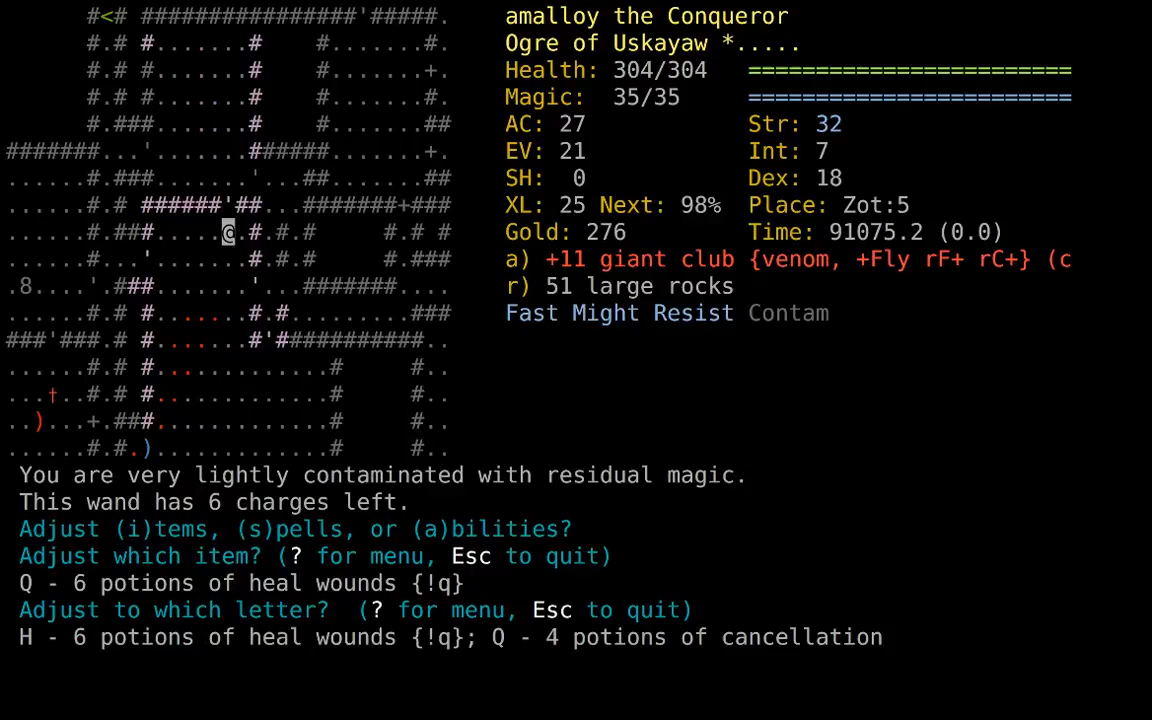 amalloy the Conqueror
Ogre of Uskayaw *.....
Health: 304/304
Magic: 35/35
AC: 27 Str: 32
EV: 21 Int: 7
SH: 0 Dex: 18
XL: 25 Next: 98% Place: Zot:5
Gold: 276 Time: 91075.2 (0.0)
a) +11 giant club {venom, +Fly rF+ rC+} (c
r) 51 large rocks
Fast Might Resist Contam
You are very lightly contaminated with residual magic.
This wand has 6 charges left.
Adjust (i)tems, (s)pells, or (a)bilities?
Adjust which item? (? for menu, Esc to quit)
Q - 6 potions of heal wounds {!q}
Adjust to which letter? (? for menu, Esc to quit)
H - 6 potions of heal wounds {!q}; Q - 4 potions of cancellation